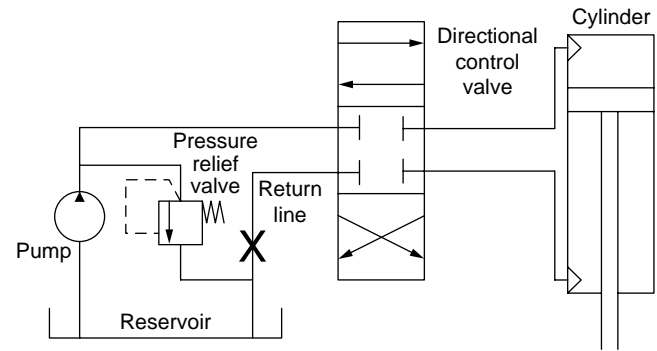 Cylinder
Directional
control
valve
Pressure
relief
valve
Return
line
Pump
Reservoir